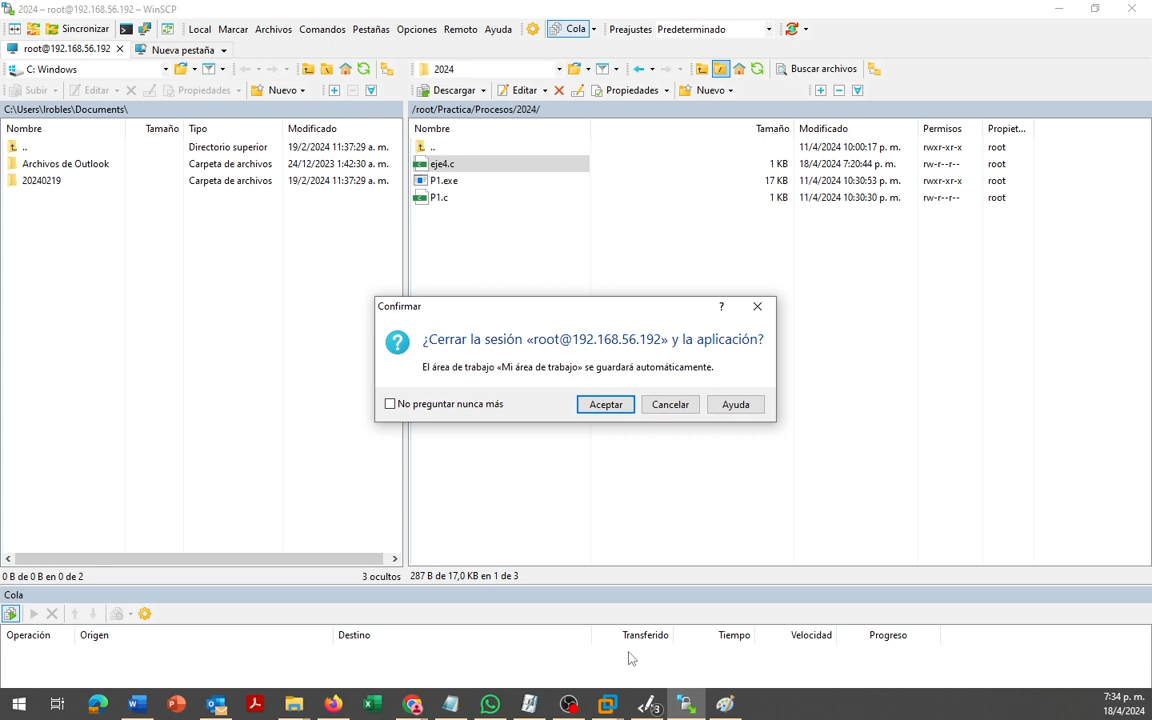 2024 – root@192.168.56.192 – WinSCP
Sincronizar
Cola
Preajustes Predeterminado
Local Marcar Archivos Comandos Pestañas Opciones Remoto Ayuda
root@192.168.56.192
Nueva pestaña
C: Windows
2024
Buscar archivos
Subir Editar Propiedades Nuevo
Descargar Editar Propiedades Nuevo
C:\Users\lrobles\Documents\
/root/Practica/Procesos/2024/
Nombre Tamaño Tipo Modificado
Nombre Tamaño Modificado Permisos Propiet...
.. Directorio superior 19/2/2024 11:37:29 a. m.
.. 11/4/2024 10:00:17 p. m. rwxr-xr-x root
Archivos de Outlook Carpeta de archivos 24/12/2023 1:42:30 a. m.
eje4.c 1 KB 18/4/2024 7:20:44 p. m. rw-r--r-- root
20240219 Carpeta de archivos 19/2/2024 11:37:29 a. m.
P1.exe 17 KB 11/4/2024 10:30:53 p. m. rwxr-xr-x root
P1.c 1 KB 11/4/2024 10:30:30 p. m. rw-r--r-- root
Confirmar
?
¿Cerrar la sesión «root@192.168.56.192» y la aplicación?
El área de trabajo «Mi área de trabajo» se guardará automáticamente.
No preguntar nunca más
Aceptar
Cancelar
Ayuda
0 B de 0 B en 0 de 2
3 ocultos
287 B de 17,0 KB en 1 de 3
Cola
Operación Origen Destino Transferido Tiempo Velocidad Progreso
7:34 p. m.
18/4/2024